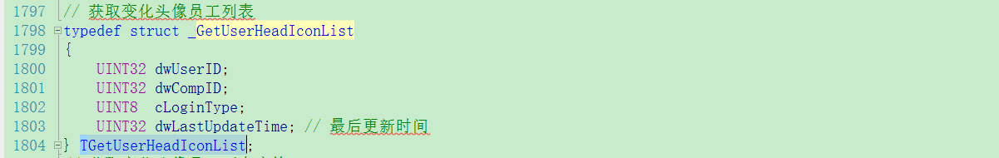 1797 // 获取变化头像员工列表
1798 typedef struct _GetUserHeadIconList
1799 {
1800 UINT32 dwUserID;
1801 UINT32 dwCompID;
1802 UINT8 cLoginType;
1803 UINT32 dwLastUpdateTime; // 最后更新时间
1804 } TGetUserHeadIconList;